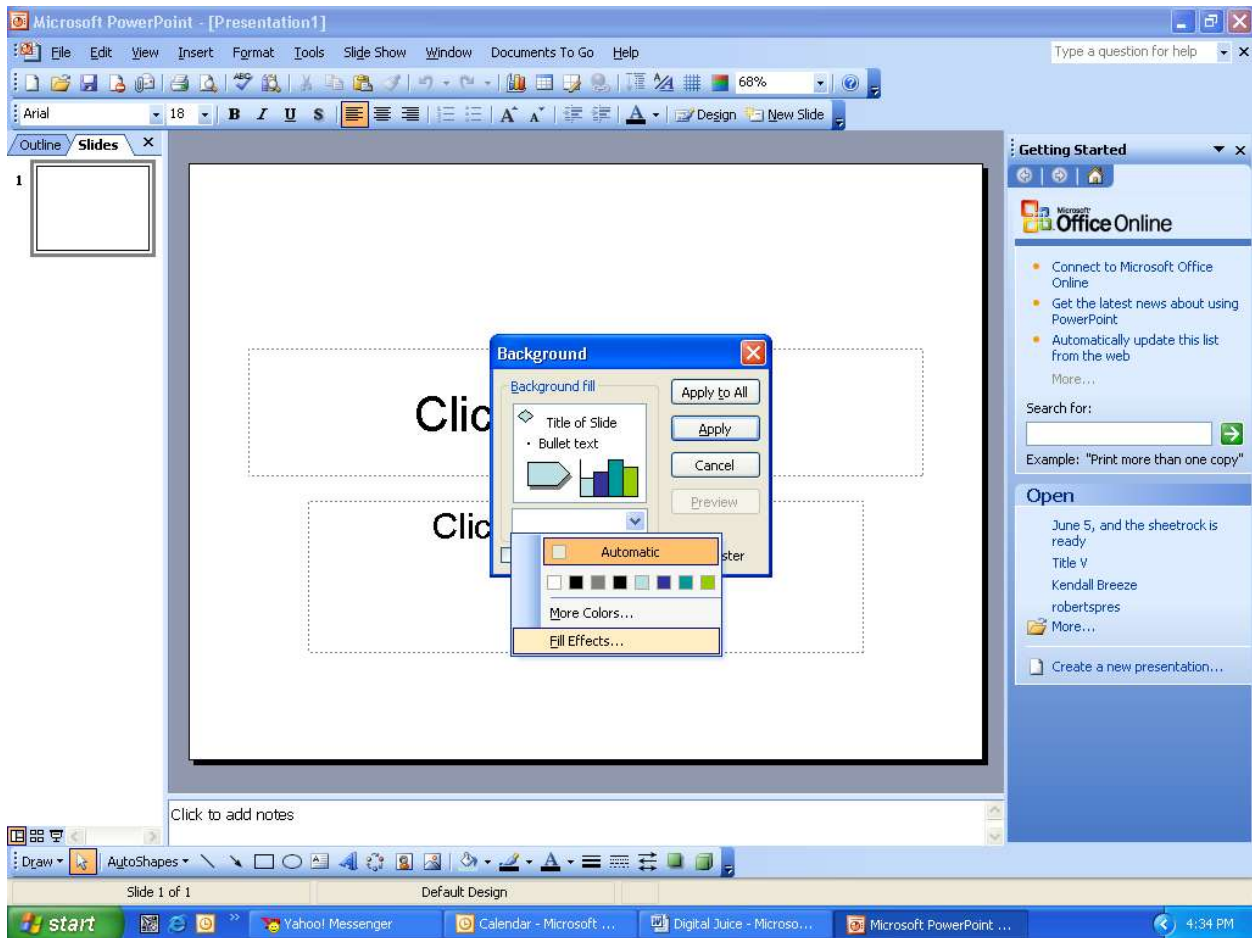 Microsoft PowerPoint - [Presentation1]
File Edit View Insert Format Tools Slide Show Window Documents To Go Help
Type a question for help
68%
Arial 18 B I U S A A A Design New Slide
Outline Slides
1
Getting Started
Microsoft
Office Online
Connect to Microsoft Office
Online
Get the latest news about using
PowerPoint
Automatically update this list
from the web
More...
Search for:
Example: "Print more than one copy"
Open
June 5, and the sheetrock is
ready
Title V
Kendall Breeze
robertspres
More...
Create a new presentation...
Clic
Clic
Background
Background fill
Title of Slide
Bullet text
Apply to All
Apply
Cancel
Preview
ster
Automatic
More Colors...
Fill Effects...
Click to add notes
Draw AutoShapes
Slide 1 of 1 Default Design
start Yahoo! Messenger Calendar - Microsoft ... Digital Juice - Microso... Microsoft PowerPoint ... 4:34 PM